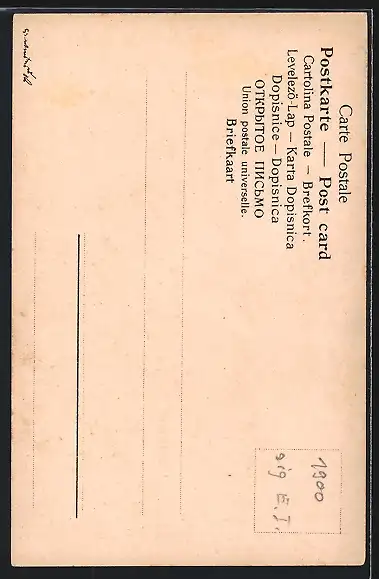 Carte Postale
Postkarte — Post card
Cartolina Postale — Brefkort.
Levelező-Lap — Karta Dopisnica
Dopisnice — Dopisnica
ОТКРЫТОЕ ПИСЬМО
Union postale universelle.
Briefkaart
1900
sig E. T.